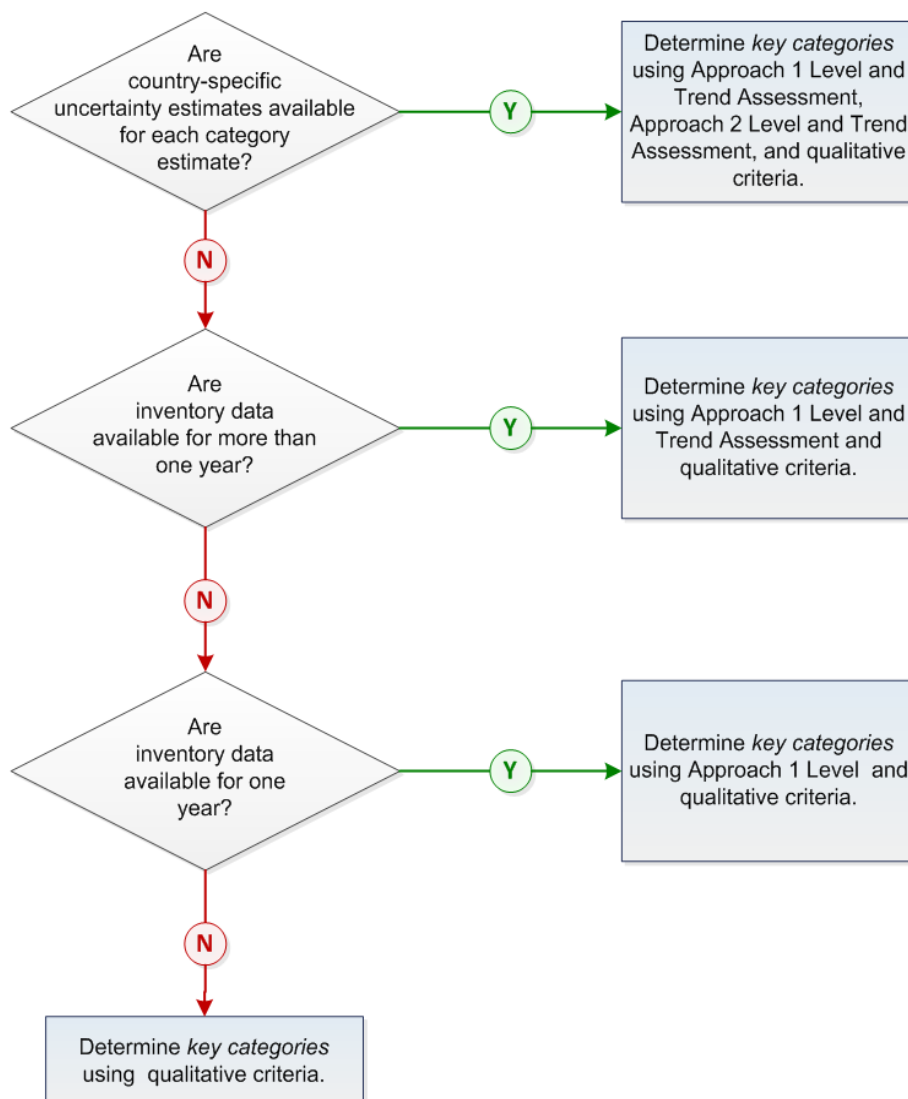 Are
country-specific
uncertainty estimates available
for each category
estimate?
Y
Determine key categories
using Approach 1 Level and
Trend Assessment,
Approach 2 Level and Trend
Assessment, and qualitative
criteria.
N
Are
inventory data
available for more than
one year?
Y
Determine key categories
using Approach 1 Level and
Trend Assessment and
qualitative criteria.
N
Are
inventory data
available for one
year?
Y
Determine key categories
using Approach 1 Level  and
qualitative criteria.
N
Determine key categories
using  qualitative criteria.